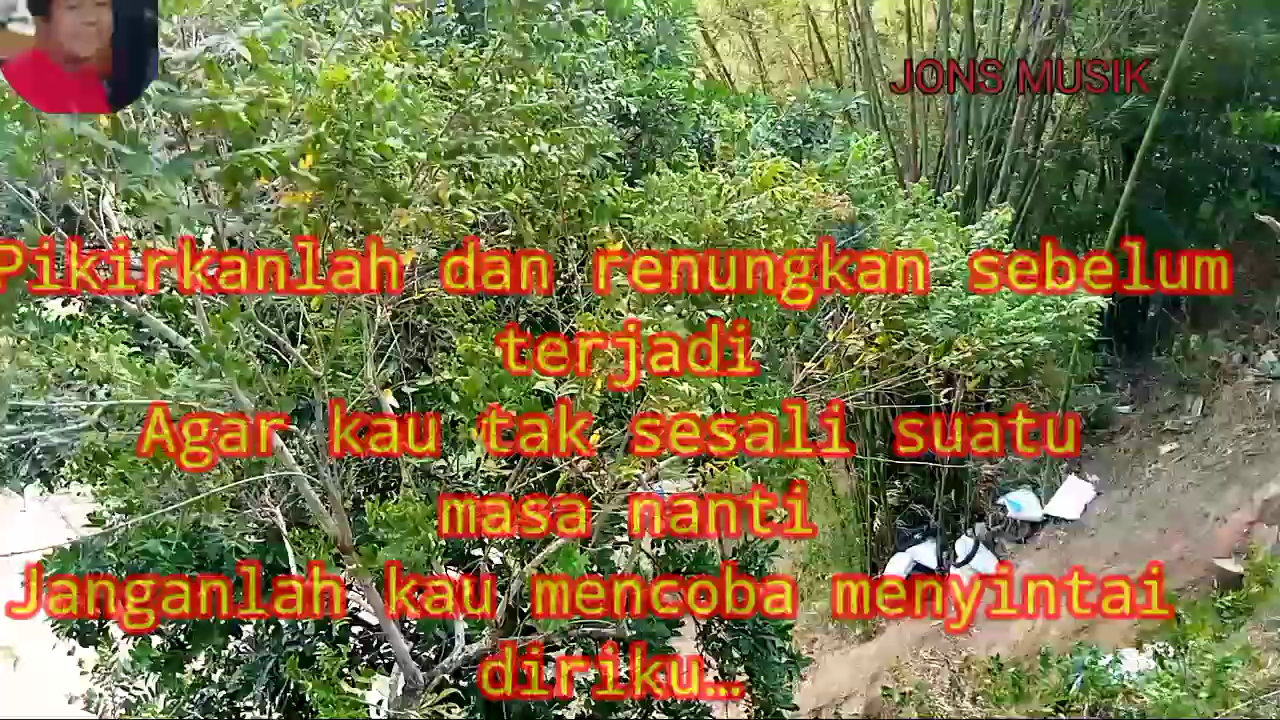 JONS MUSIK
Pikirkanlah dan renungkan sebelum
terjadi
Agar kau tak sesali suatu
masa nanti
Janganlah kau mencoba menyintai
diriku…